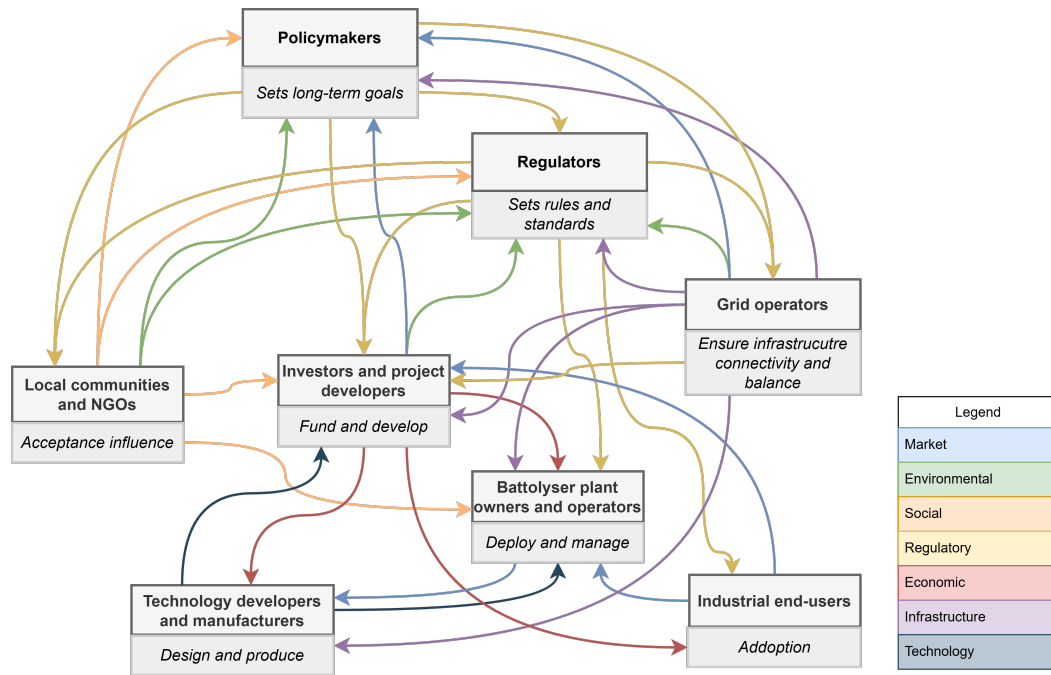 Policymakers
Sets long-term goals
Regulators
Sets rules and
standards
Grid operators
Ensure infrastrucutre
connectivity and
balance
Local communities
and NGOs
Acceptance influence
Investors and project
developers
Fund and develop
Battolyser plant
owners and operators
Deploy and manage
Technology developers
and manufacturers
Design and produce
Industrial end-users
Addoption
Legend
Market
Environmental
Social
Regulatory
Economic
Infrastructure
Technology